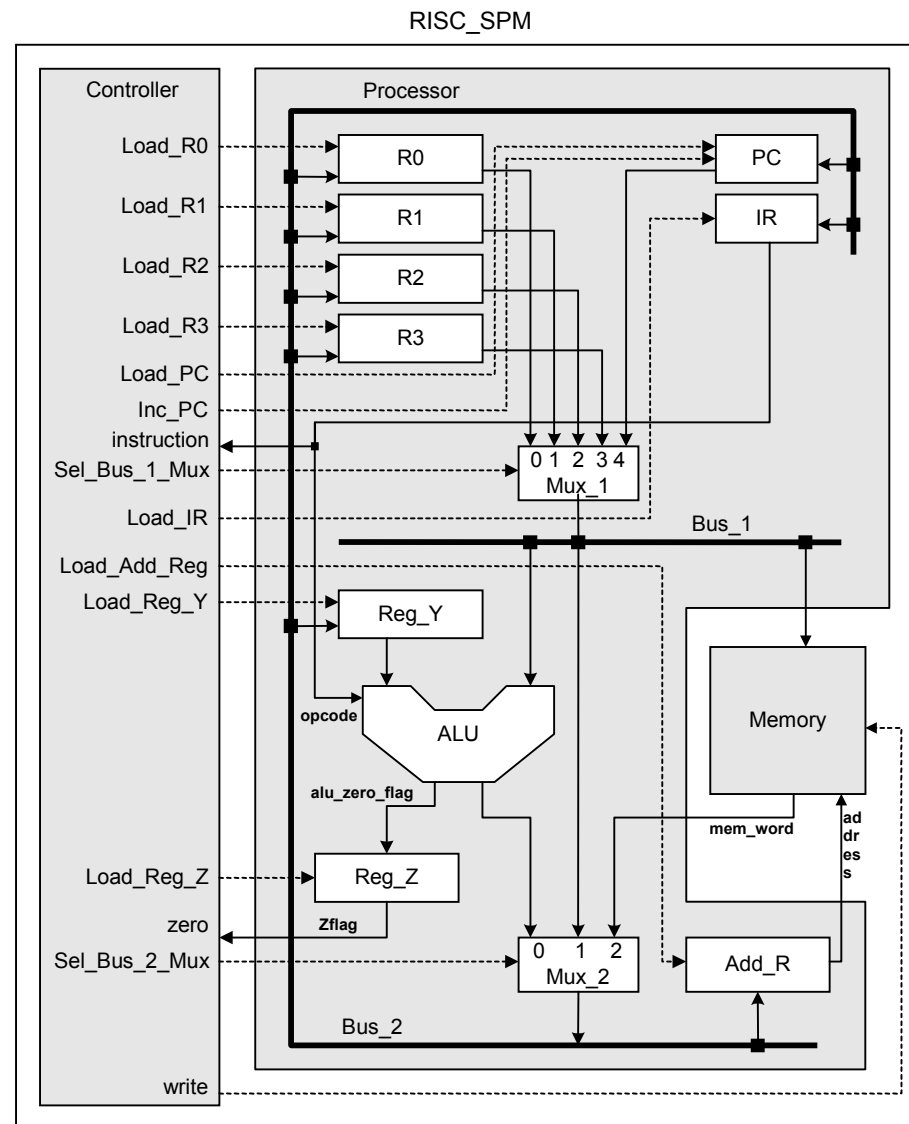 RISC_SPM
Controller
Processor
Load_R0
R0
PC
Load_R1
R1
IR
Load_R2
R2
Load_R3
R3
Load_PC
Inc_PC
instruction
0 1 2 3 4
Sel_Bus_1_Mux
Mux_1
Load_IR
Bus_1
Load_Add_Reg
Load_Reg_Y
Reg_Y
opcode
ALU
Memory
alu_zero_flag
mem_word
ad
dr
es
s
Load_Reg_Z
Reg_Z
zero
Zflag
0 1 2
Sel_Bus_2_Mux
Mux_2
Add_R
Bus_2
write